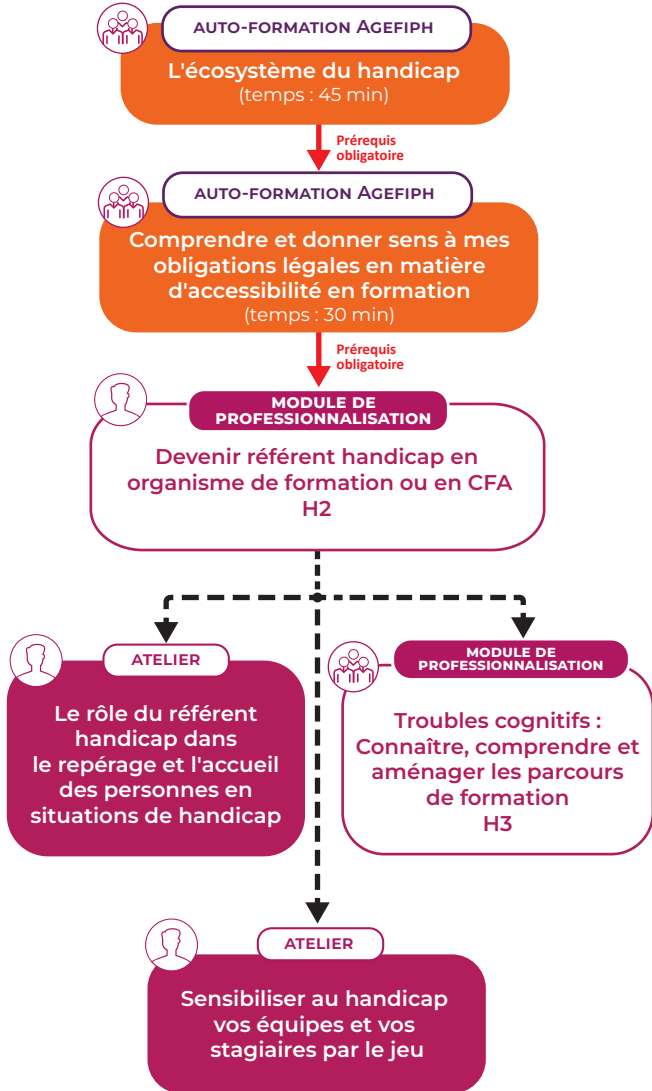 AUTO-FORMATION AGEFIPH
L'écosystème du handicap
(temps : 45 min)
Prérequis
obligatoire
AUTO-FORMATION AGEFIPH
Comprendre et donner sens à mes
obligations légales en matière
d'accessibilité en formation
(temps : 30 min)
Prérequis
obligatoire
MODULE DE
PROFESSIONNALISATION
Devenir référent handicap en
organisme de formation ou en CFA
H2
ATELIER
Le rôle du référent
handicap dans
le repérage et l'accueil
des personnes en
situations de handicap
MODULE DE
PROFESSIONNALISATION
Troubles cognitifs :
Connaître, comprendre et
aménager les parcours
de formation
H3
ATELIER
Sensibiliser au handicap
vos équipes et vos
stagiaires par le jeu